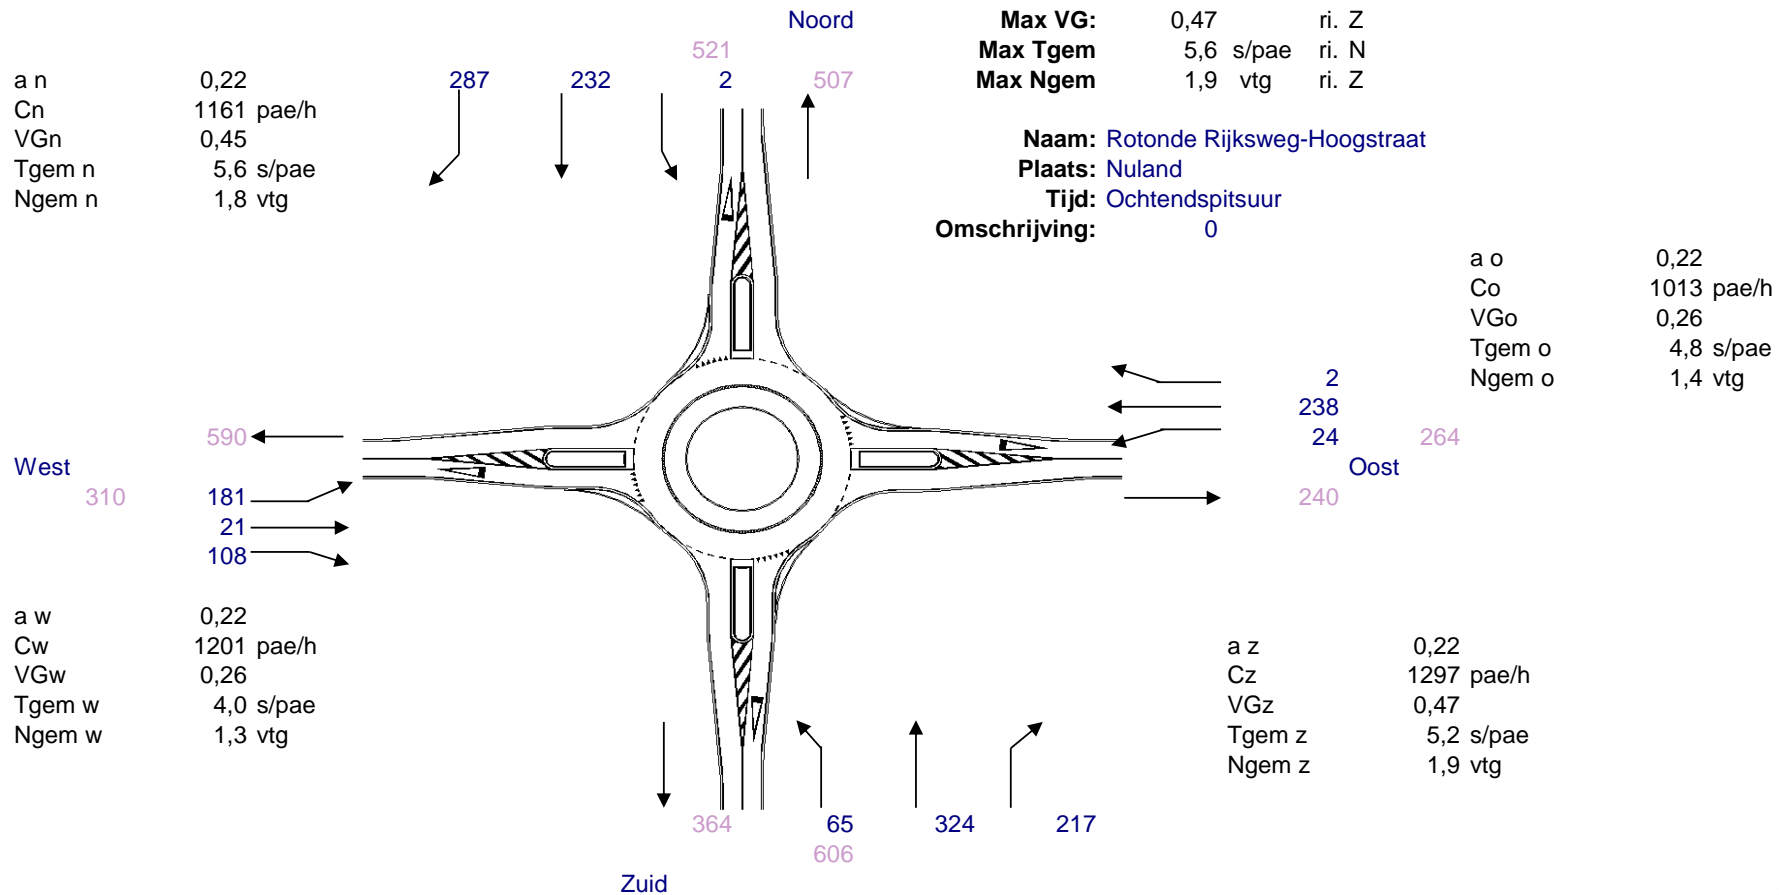 Noord
Max VG: 0,47 ri. Z
521
Max Tgem 5,6 s/pae ri. N
a n 0,22
287 232 2 507
Max Ngem 1,9 vtg ri. Z
Cn 1161 pae/h
VGn 0,45
Naam: Rotonde Rijksweg-Hoogstraat
Tgem n 5,6 s/pae
Plaats: Nuland
Ngem n 1,8 vtg
Tijd: Ochtendspitsuur
Omschrijving: 0
a o 0,22
Co 1013 pae/h
VGo 0,26
Tgem o 4,8 s/pae
Ngem o 1,4 vtg
2
238
24 264
590
West
Oost
310 181
240
21
108
a w 0,22
Cw 1201 pae/h
VGw 0,26
Tgem w 4,0 s/pae
Ngem w 1,3 vtg
a z 0,22
Cz 1297 pae/h
VGz 0,47
Tgem z 5,2 s/pae
Ngem z 1,9 vtg
364 65 324 217
606
Zuid